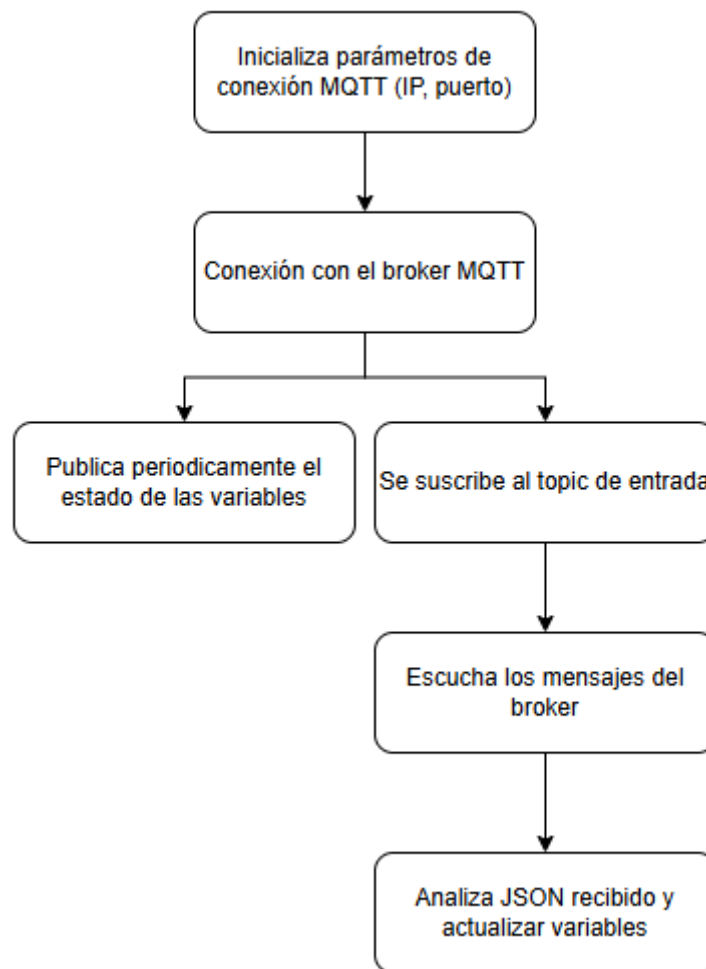 Inicializa parámetros de
conexión MQTT (IP, puerto)
Conexión con el broker MQTT
Publica periodicamente el
estado de las variables
Se suscribe al topic de entrada
Escucha los mensajes del
broker
Analiza JSON recibido y
actualizar variables